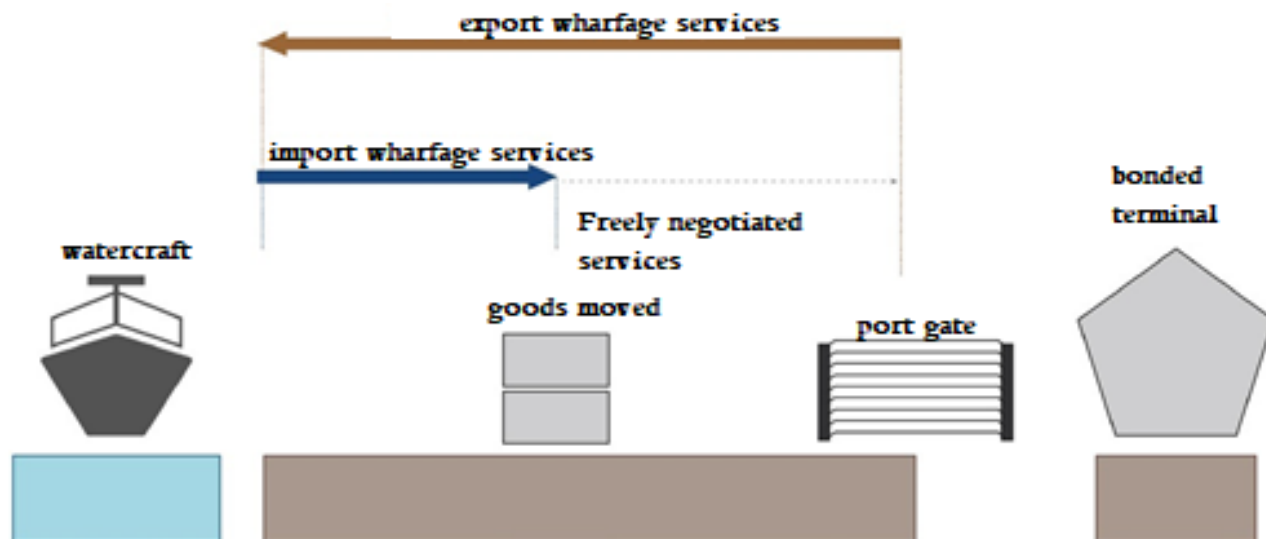 export wharfage services
import wharfage services
bonded
terminal
Freely negotiated
services
watercraft
goods moved
port gate